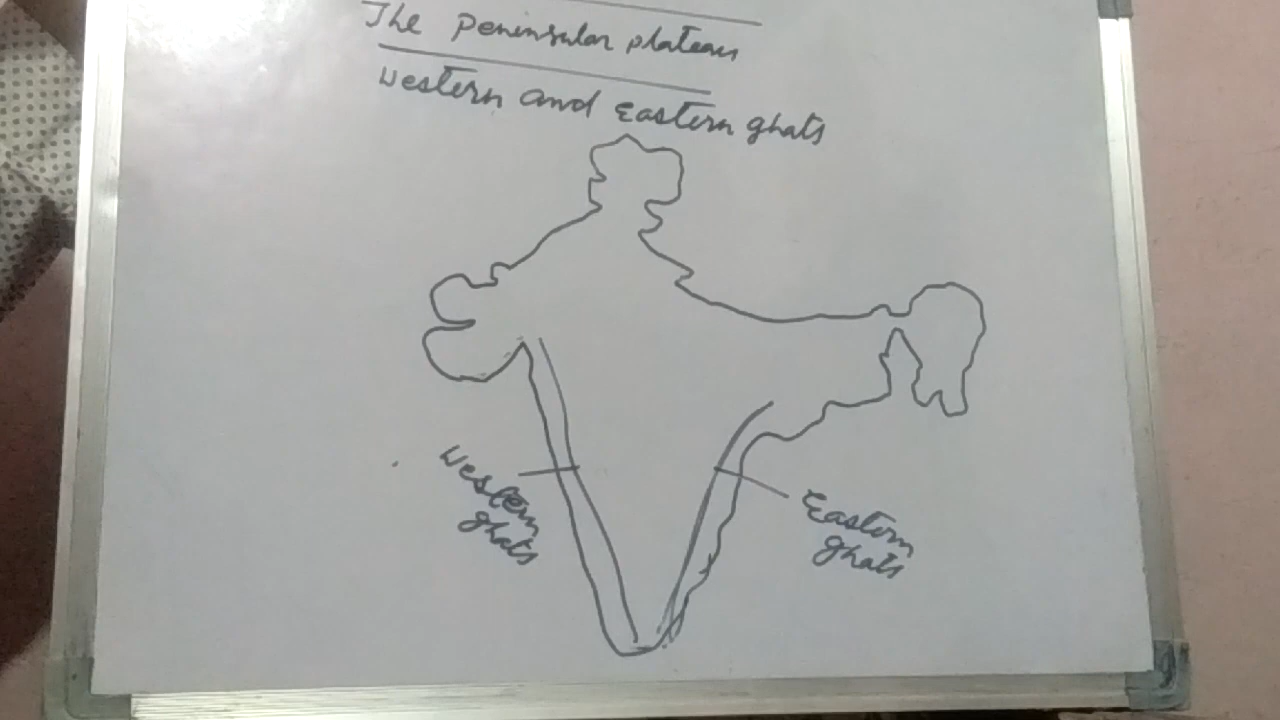 The Peninsular plateau
Western and Eastern ghats
Western
ghats
Eastern
ghats